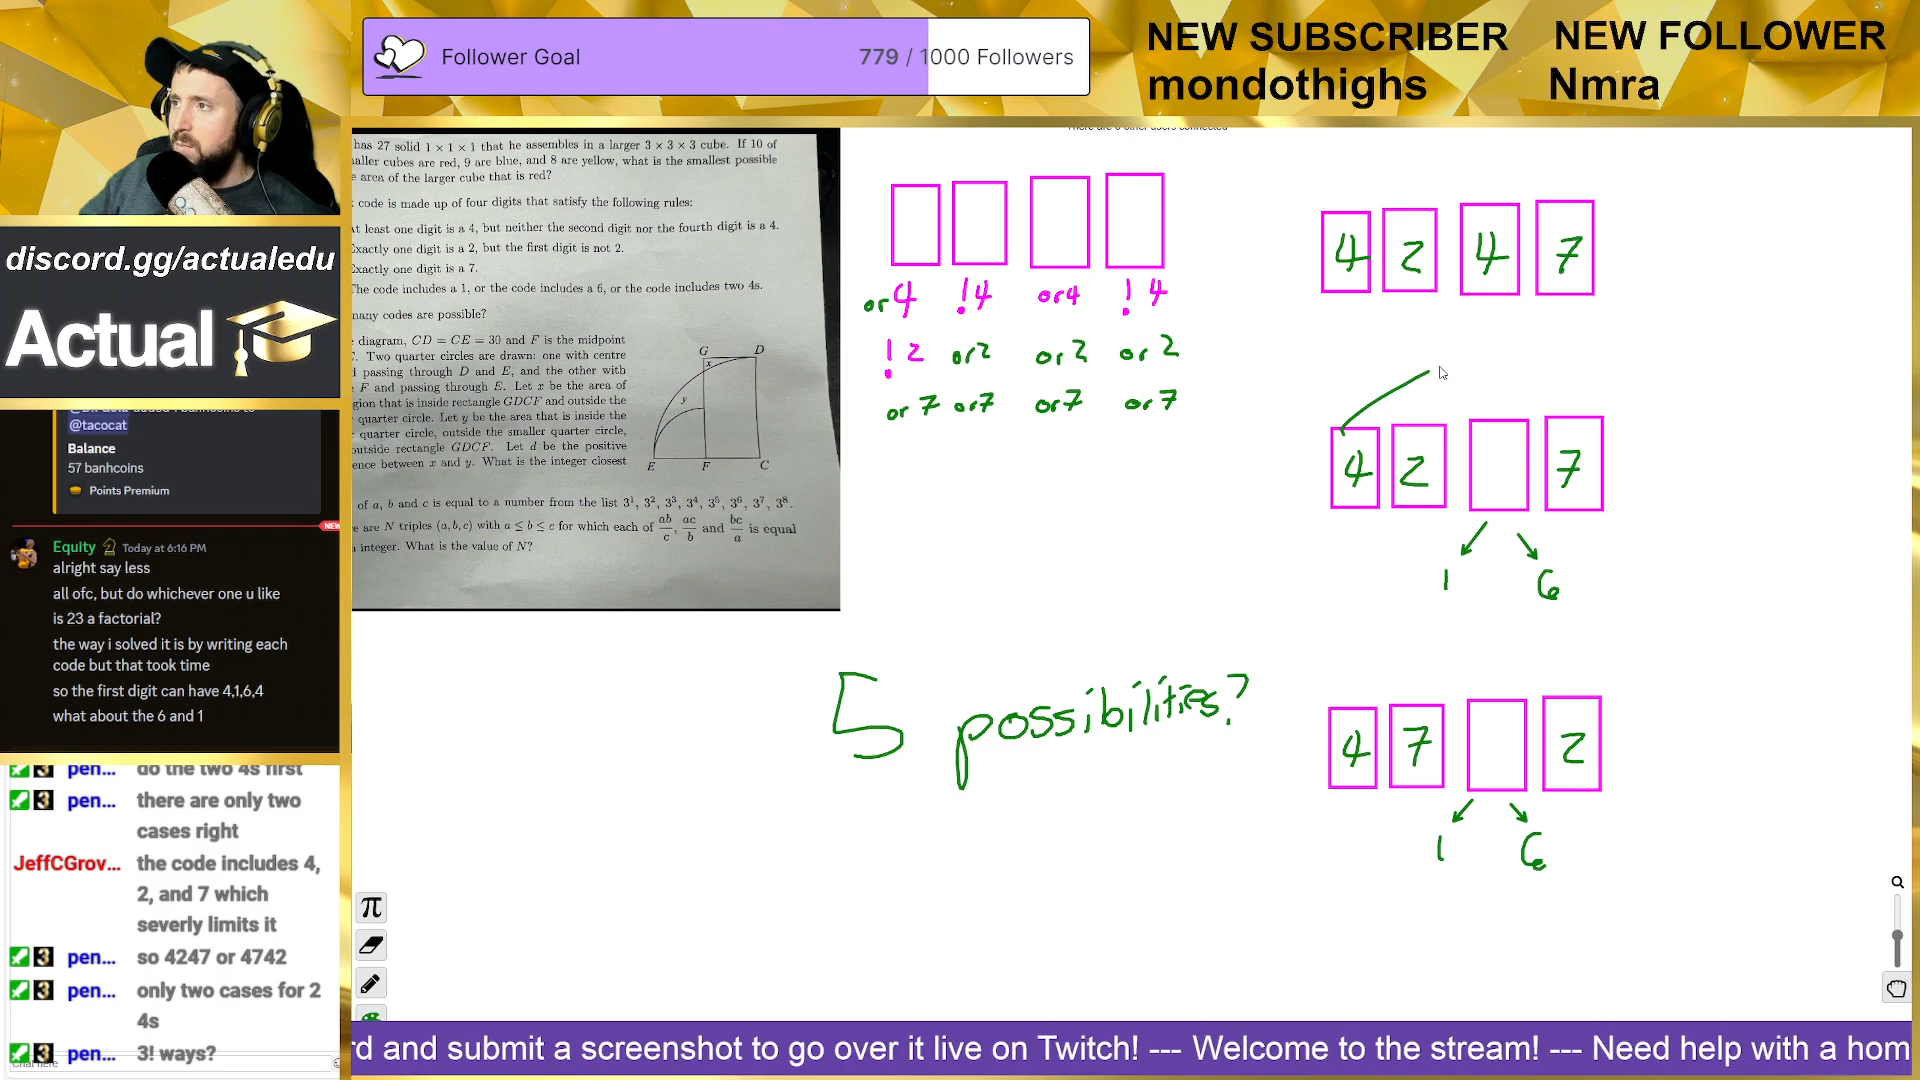 Follower Goal
779 / 1000 Followers
NEW SUBSCRIBER
mondothighs
NEW FOLLOWER
Nmra
discord.gg/actualedu
Actual
@tacocat
Balance
57 banhcoins
Points Premium
NEW
Equity Today at 6:16 PM
alright say less
all ofc, but do whichever one u like
is 23 a factorial?
the way i solved it is by writing each
code but that took time
so the first digit can have 4,1,6,4
what about the 6 and 1
pen... do the two 4s first
pen... there are only two
cases right
JeffCGrov... the code includes 4,
2, and 7 which
severly limits it
pen... so 4247 or 4742
pen... only two cases for 2
4s
pen... 3! ways?
Chat here
has 27 solid 1 × 1 × 1 that he assembles in a larger 3 × 3 × 3 cube. If 10 of
aller cubes are red, 9 are blue, and 8 are yellow, what is the smallest possible
e area of the larger cube that is red?
code is made up of four digits that satisfy the following rules:
At least one digit is a 4, but neither the second digit nor the fourth digit is a 4.
Exactly one digit is a 2, but the first digit is not 2.
Exactly one digit is a 7.
The code includes a 1, or the code includes a 6, or the code includes two 4s.
many codes are possible?
diagram, CD = CE = 30 and F is the midpoint
. Two quarter circles are drawn: one with centre
passing through D and E, and the other with
F and passing through E. Let x be the area of
gion that is inside rectangle GDCF and outside the
quarter circle. Let y be the area that is inside the
quarter circle, outside the smaller quarter circle,
outside rectangle GDCF. Let d be the positive
ence between x and y. What is the integer closest
G D
x
y
E F C
of a, b and c is equal to a number from the list 3¹, 3², 3³, 3⁴, 3⁵, 3⁶, 3⁷, 3⁸.
e are N triples (a, b, c) with a ≤ b ≤ c for which each of ab/c, ac/b and bc/a is equal
integer. What is the value of N?
There are 6 other users connected
or 4 !4 or 4 !4
!2 or 2 or 2 or 2
or 7 or 7 or 7 or 7
4 2 4 7
4 2 7
1 6
4 7 2
1 6
5 possibilities?
π
rd and submit a screenshot to go over it live on Twitch! --- Welcome to the stream! --- Need help with a hom